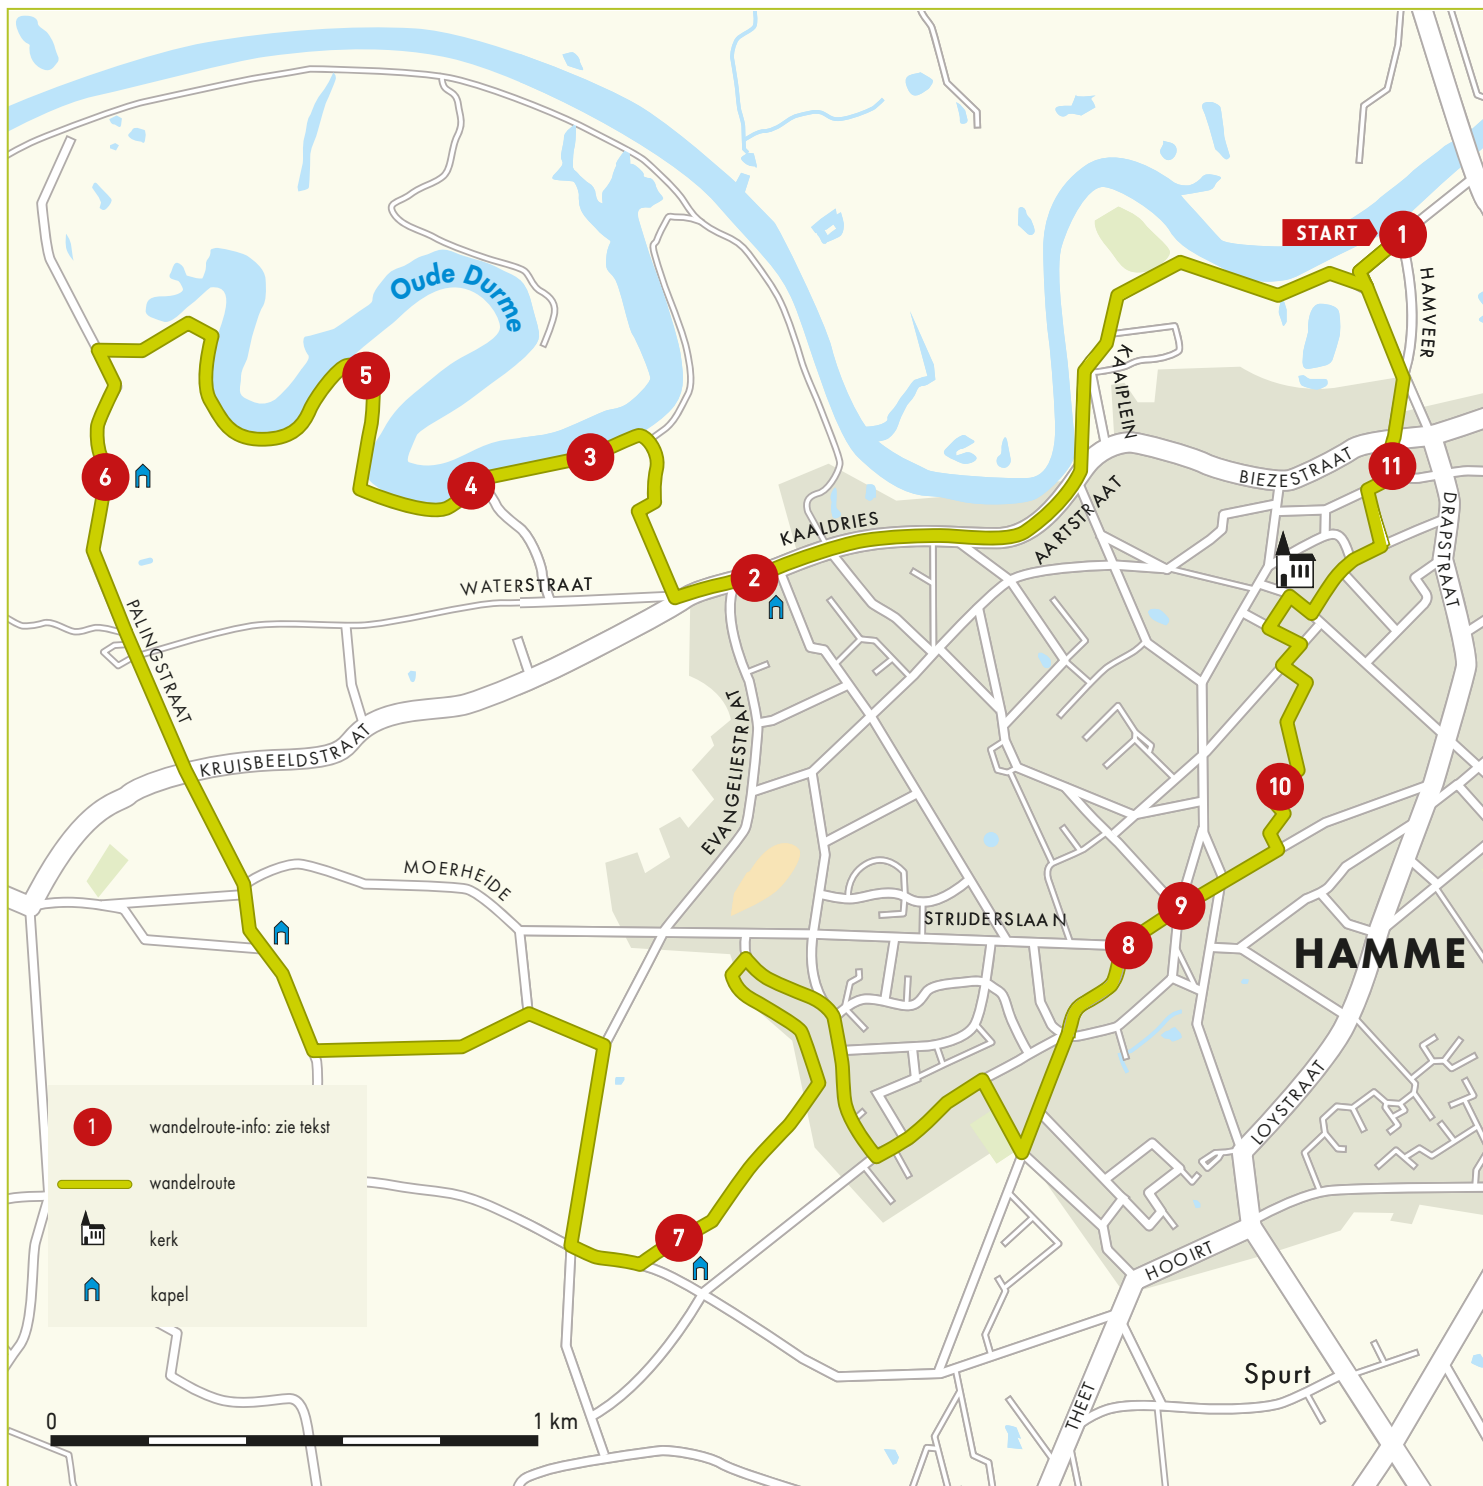 START
1
HAMVEER
Oude Durme
KAAIPLEIN
5
3
4
6
11
BIEZESTRAAT
DRAPSTRAAT
AARTSTRAAT
KAALDRIES
2
WATERSTRAAT
PALINGSTRAAT
KRUISBEELDSTRAAT
EVANGELIESTRAAT
10
MOERHEIDE
9
STRIJDERSLAAN
8
HAMME
LOYSTRAAT
1
wandelroute-info: zie tekst
wandelroute
kerk
kapel
7
HOOIRT
Spurt
THEET
0
1 km